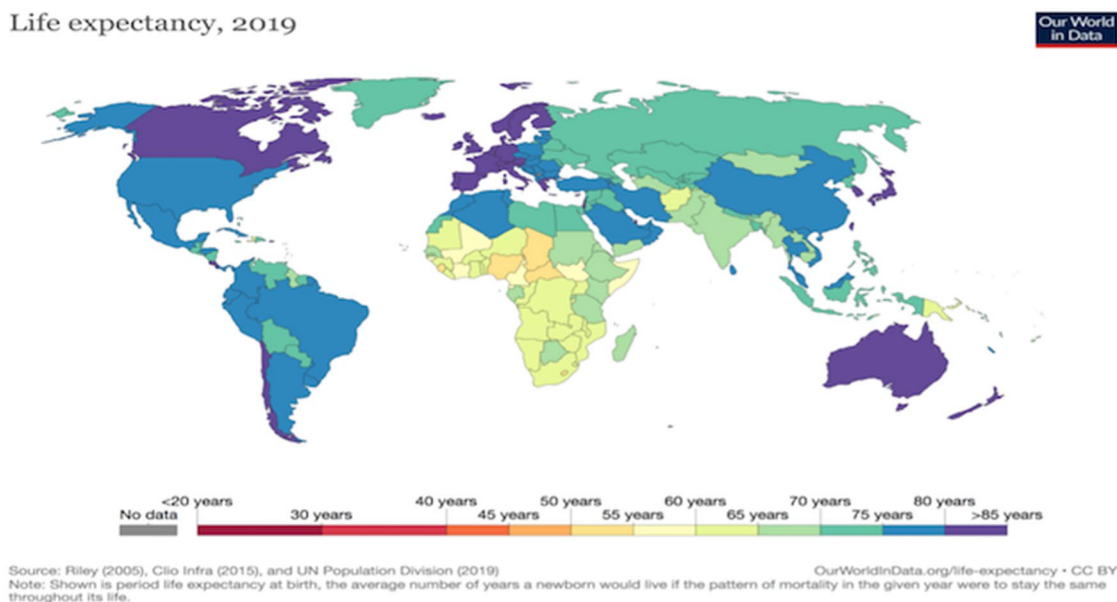 Life expectancy, 2019
Our World
in Data
<20 years
40 years
50 years
60 years
70 years
80 years
No data
30 years
45 years
55 years
65 years
75 years
>85 years
Source: Riley (2005), Clio Infra (2015), and UN Population Division (2019)
OurWorldInData.org/life-expectancy • CC BY
Note: Shown is period life expectancy at birth, the average number of years a newborn would live if the pattern of mortality in the given year were to stay the same
throughout its life.